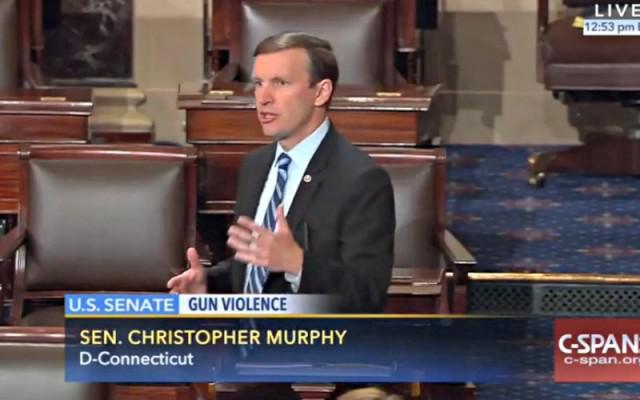 LIVE
12:53 pm
U.S. SENATE GUN VIOLENCE
SEN. CHRISTOPHER MURPHY
D-Connecticut
C-SPAN
c-span.org